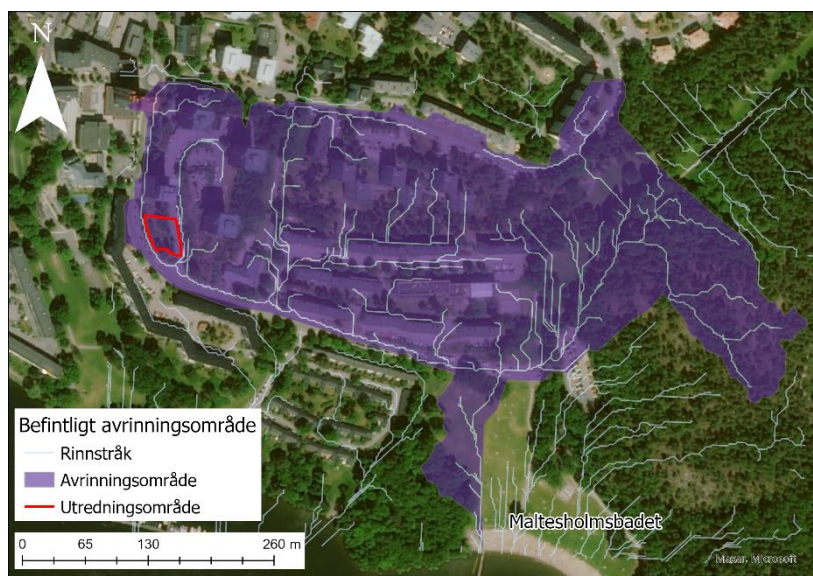 N
Befintligt avrinningsområde
Rinnstråk
Avrinningsområde
Utredningsområde
0 65 130 260 m
Maltesholmsbadet
Maxar, Microsoft